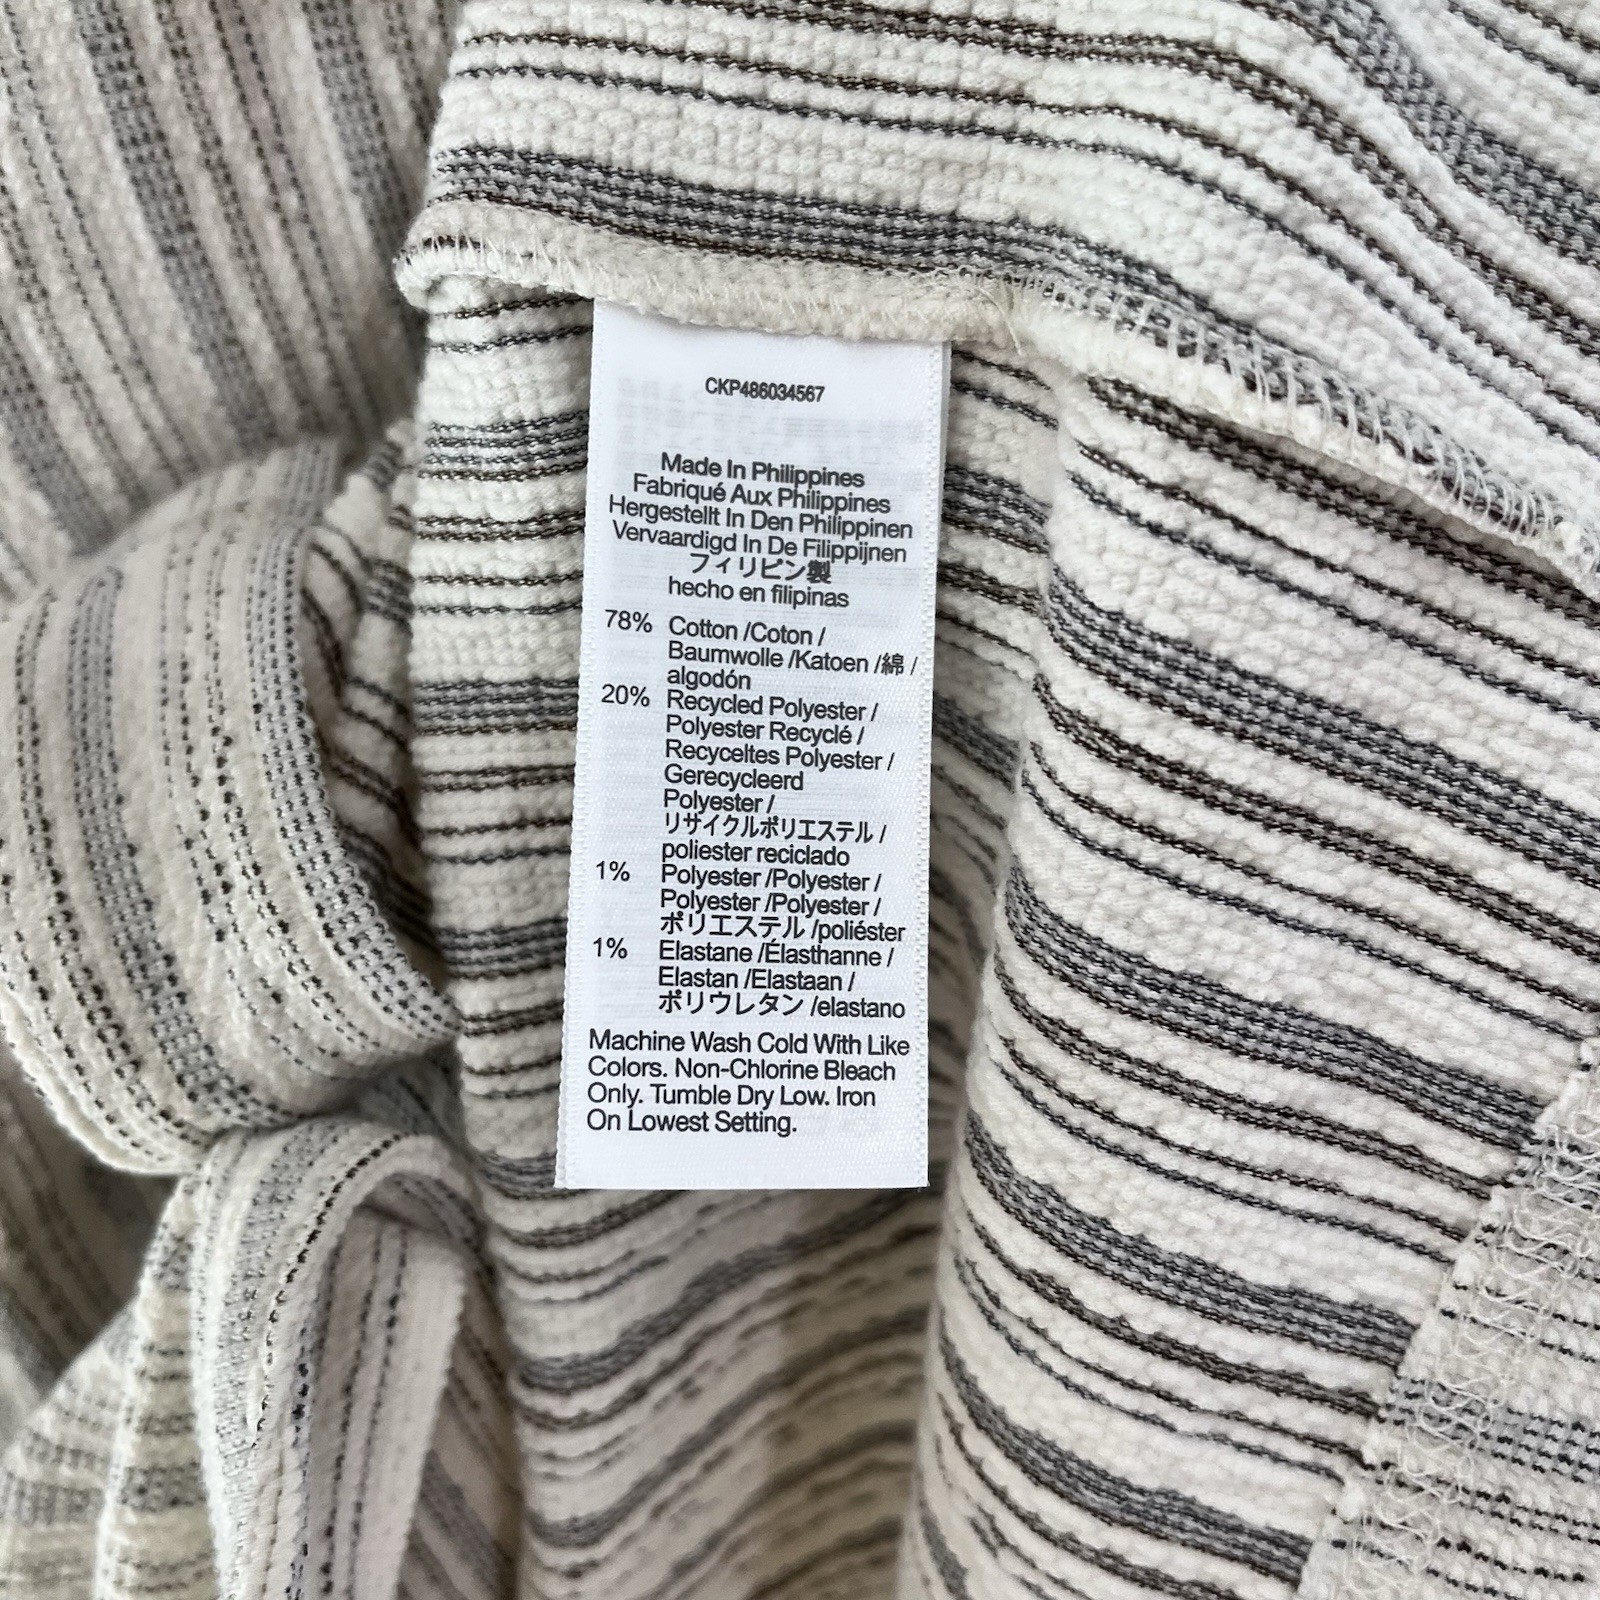 CKP486034567
Made In Philippines
Fabriqué Aux Philippines
Hergestellt In Den Philippinen
Vervaardigd In De Filippijnen
フィリピン製
hecho en filipinas
78% Cotton /Coton /
Baumwolle /Katoen /綿 /
algodón
20% Recycled Polyester /
Polyester Recyclé /
Recyceltes Polyester /
Gerecycleerd
Polyester /
リサイクルポリエステル /
poliester reciclado
1% Polyester /Polyester /
Polyester /Polyester /
ポリエステル /poliéster
1% Elastane /Élasthanne /
Elastan /Elastaan /
ポリウレタン /elastano
Machine Wash Cold With Like
Colors. Non-Chlorine Bleach
Only. Tumble Dry Low. Iron
On Lowest Setting.